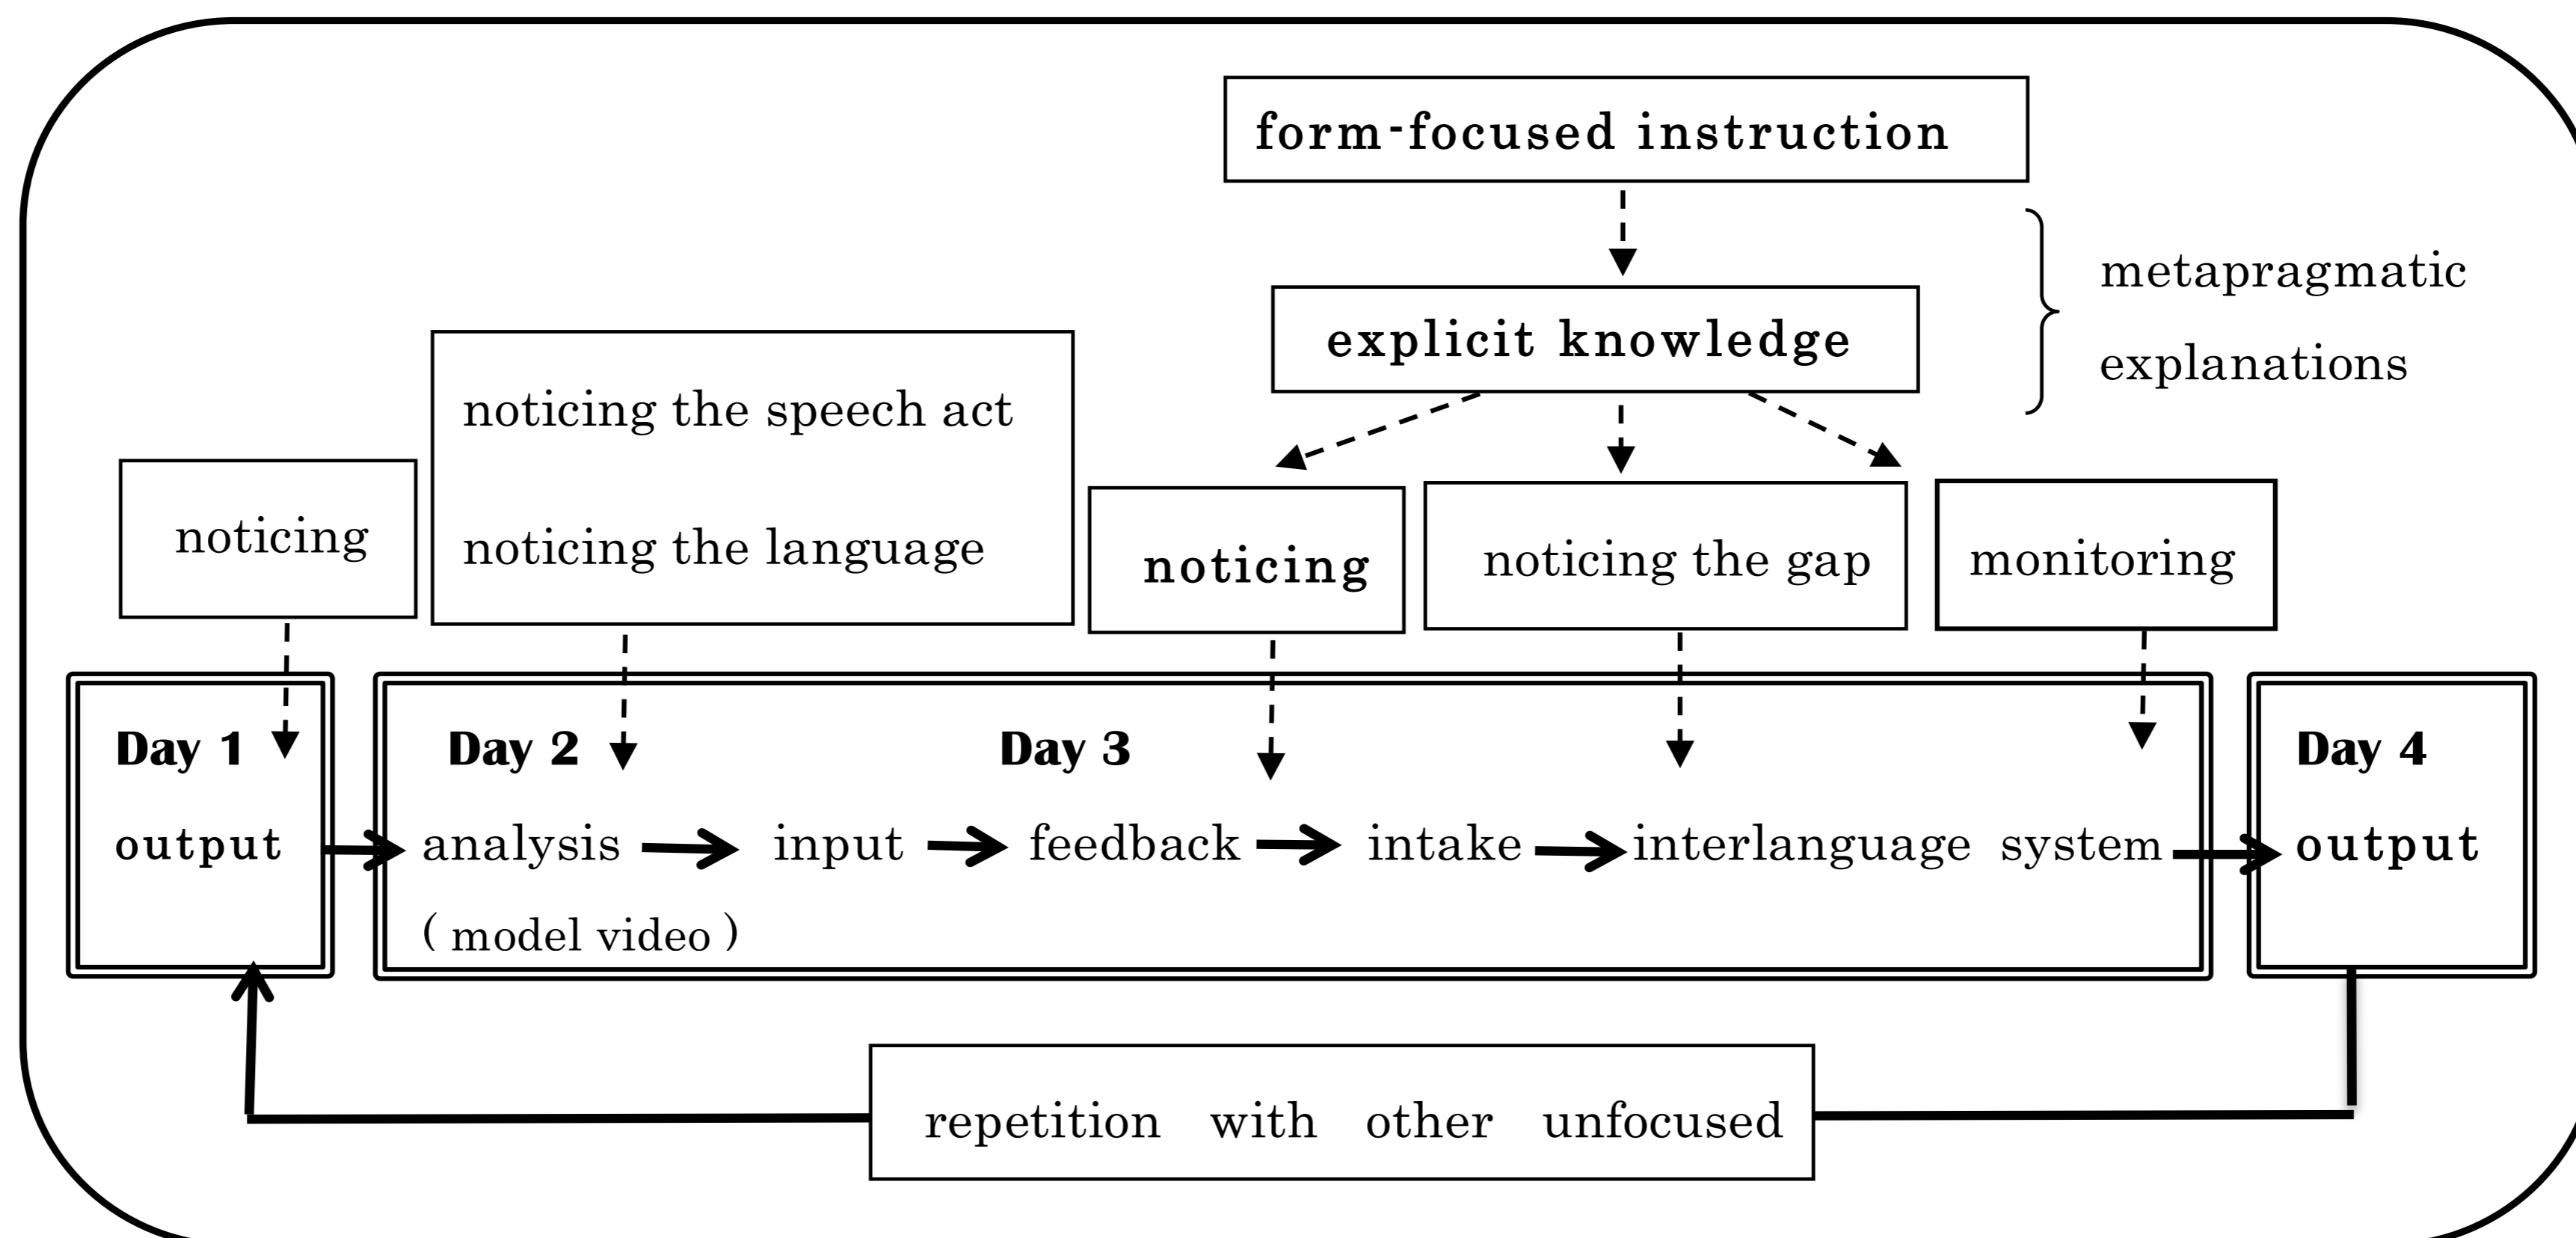 form-focused instruction
metapragmatic
explanations
explicit knowledge
noticing the speech act
noticing the language
noticing
noticing
noticing the gap
monitoring
Day 1
output
Day 2
Day 3
analysis
input
feedback
intake
interlanguage system
( model video )
Day 4
output
repetition with other unfocused